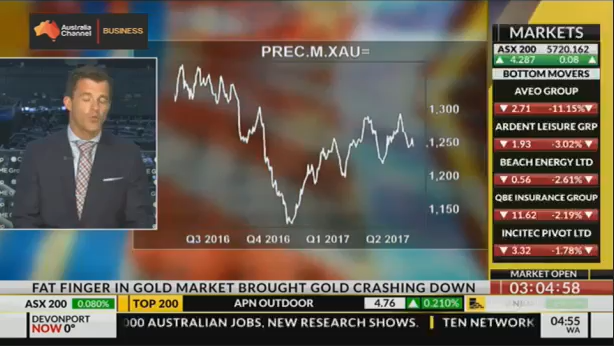 Australia
Channel
BUSINESS
PREC.M.XAU=
1,300
1,250
1,200
1,150
Q3 2016 Q4 2016 Q1 2017 Q2 2017
MARKETS
ASX 200 5720.162
▲ 4.287 0.08 ▲
BOTTOM MOVERS
AVEO GROUP
▼ 2.71 -11.15% ▼
ARDENT LEISURE GRP
▼ 1.93 -3.02% ▼
BEACH ENERGY LTD
▼ 0.56 -2.61% ▼
QBE INSURANCE GROUP
▼ 11.62 -2.19% ▼
INCITEC PIVOT LTD
▼ 3.32 -1.78% ▼
MARKET OPEN
03:04:58
FAT FINGER IN GOLD MARKET BROUGHT GOLD CRASHING DOWN
ASX 200 0.080% TOP 200 APN OUTDOOR 4.76 ▲ 0.210%
DEVONPORT
NOW 0°
000 AUSTRALIAN JOBS, NEW RESEARCH SHOWS. | TEN NETWORK
04:55
WA